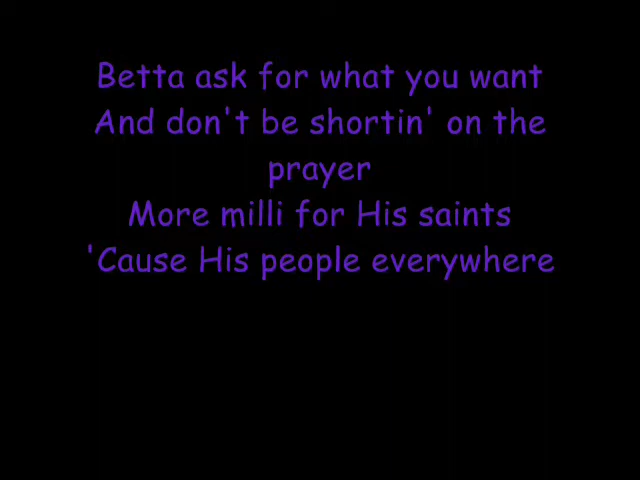 Betta ask for what you want
And don't be shortin' on the
prayer
More milli for His saints
'Cause His people everywhere